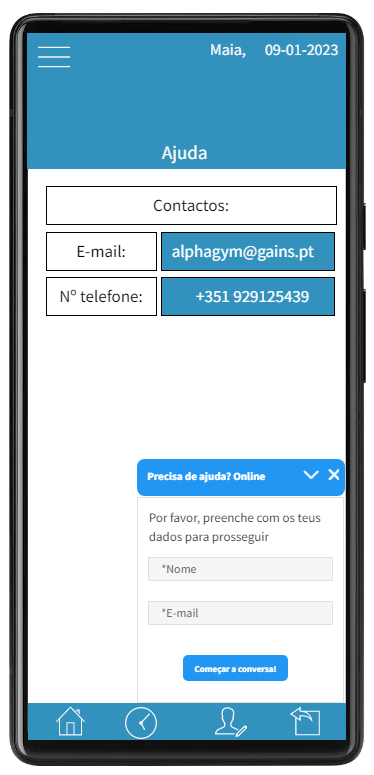 Maia, 09-01-2023
Ajuda
Contactos:
E-mail: alphagym@gains.pt
Nº telefone: +351 929125439
Precisa de ajuda? Online
Por favor, preenche com os teus
dados para prosseguir
*Nome
*E-mail
Começar a conversa!